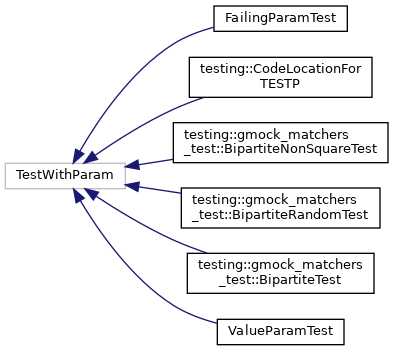 FailingParamTest
testing::CodeLocationFor
TESTP
testing::gmock_matchers
_test::BipartiteNonSquareTest
TestWithParam
testing::gmock_matchers
_test::BipartiteRandomTest
testing::gmock_matchers
_test::BipartiteTest
ValueParamTest